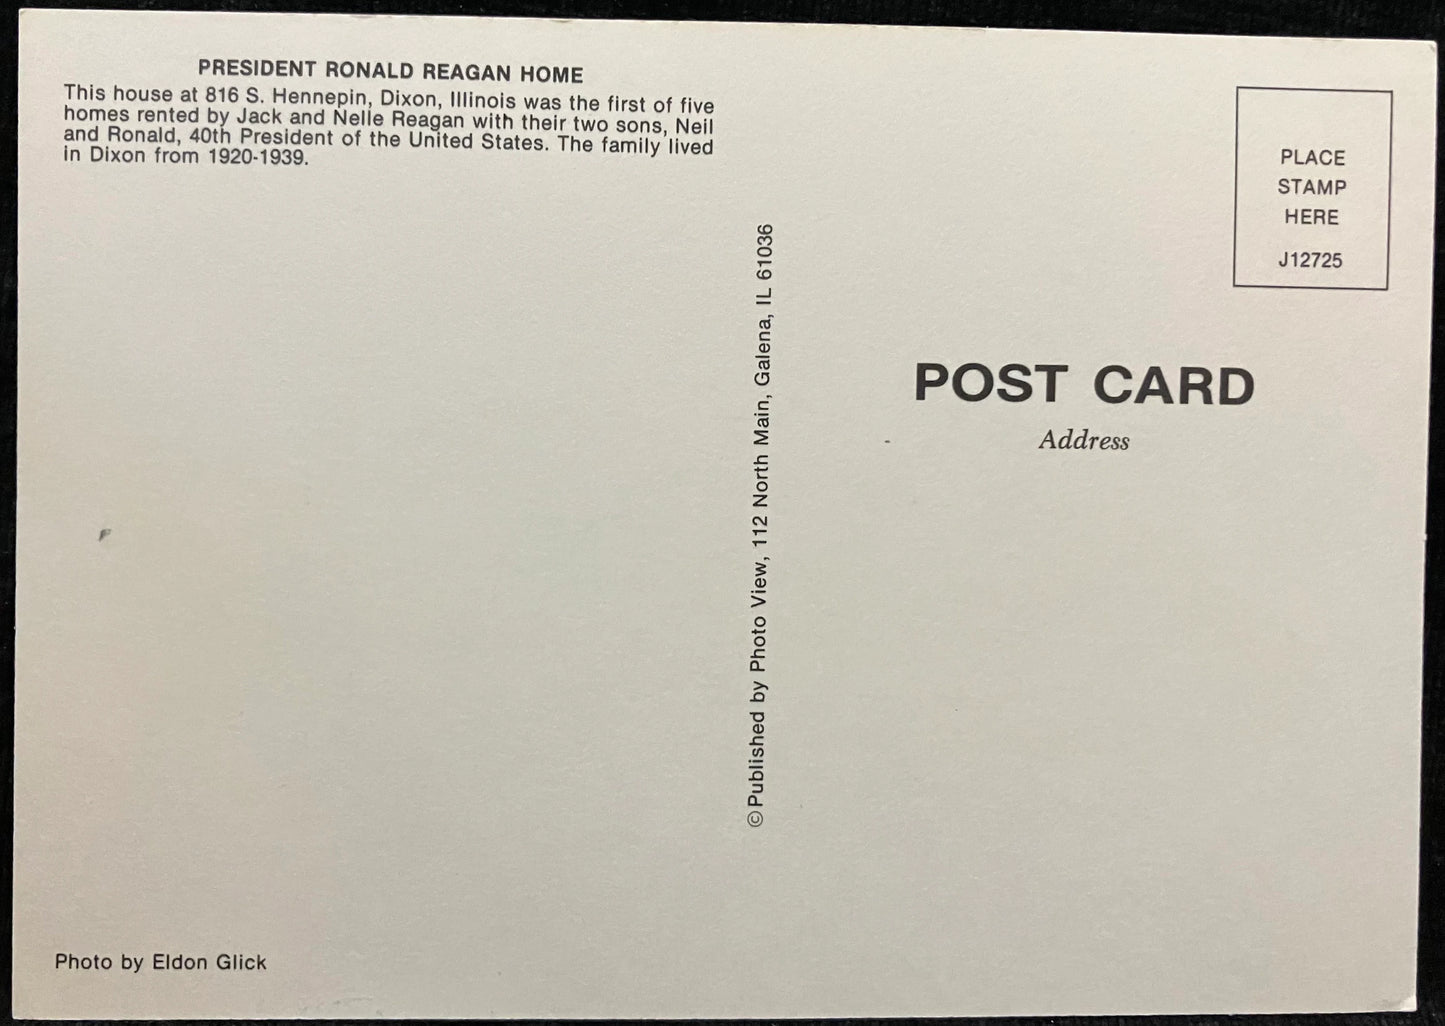 PRESIDENT RONALD REAGAN HOME
This house at 816 S. Hennepin, Dixon, Illinois was the first of five
homes rented by Jack and Nelle Reagan with their two sons, Neil
and Ronald, 40th President of the United States. The family lived
in Dixon from 1920-1939.
Photo by Eldon Glick
©Published by Photo View, 112 North Main, Galena, IL 61036
PLACE
STAMP
HERE
J12725
POST CARD
Address